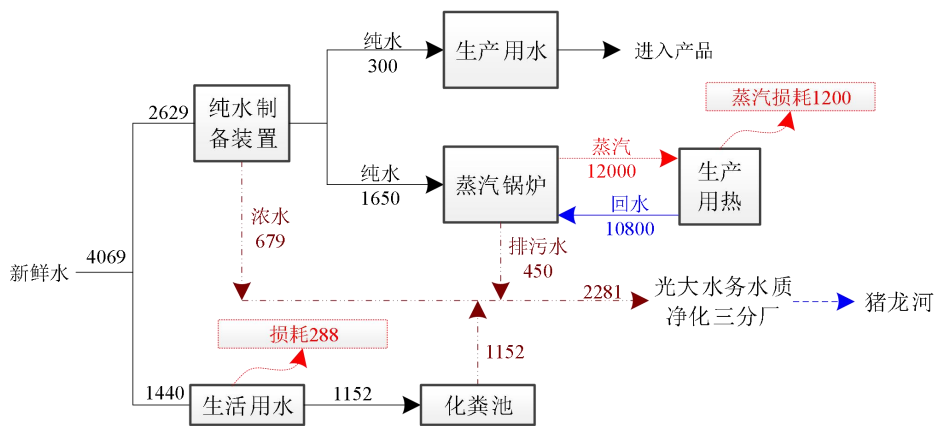 纯水
300
生产用水
进入产品
2629
纯水制
备装置
蒸汽损耗1200
纯水
1650
蒸汽锅炉
蒸汽
12000
回水
10800
生产
用热
浓水
679
排污水
450
新鲜水
4069
2281
光大水务水质
净化三分厂
猪龙河
损耗288
1152
1440
生活用水
1152
化粪池